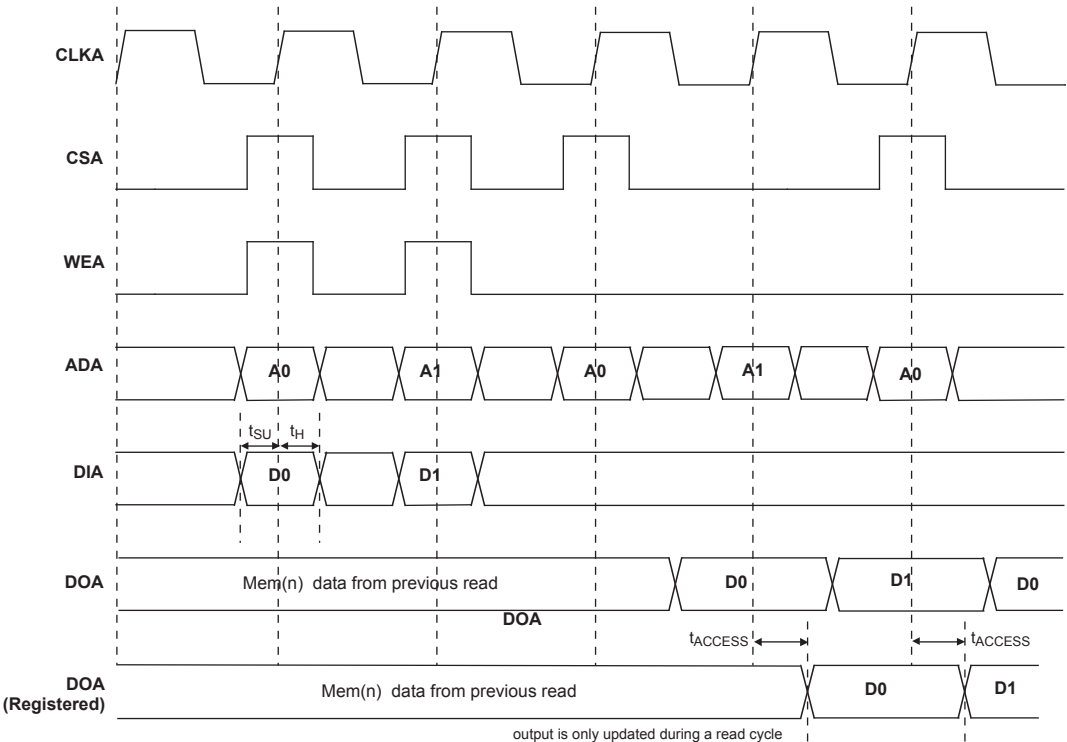 CLKA
CSA
WEA
ADA A0 A1 A0 A1 A0
tSU tH
DIA D0 D1
DOA Mem(n) data from previous read D0 D1 D0
DOA
tACCESS tACCESS
DOA
(Registered)
Mem(n) data from previous read D0 D1
output is only updated during a read cycle